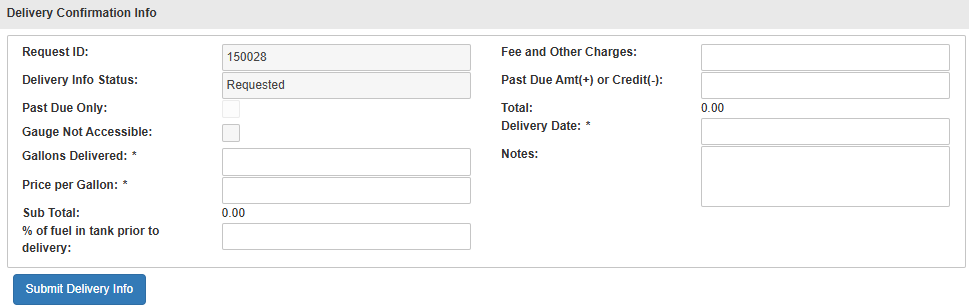 Delivery Confirmation Info
Request ID:
150028
Delivery Info Status:
Requested
Past Due Only:
Gauge Not Accessible:
Gallons Delivered: *
Price per Gallon: *
Sub Total:
0.00
% of fuel in tank prior to
delivery:
Fee and Other Charges:
Past Due Amt(+) or Credit(-):
Total:
0.00
Delivery Date: *
Notes:
Submit Delivery Info